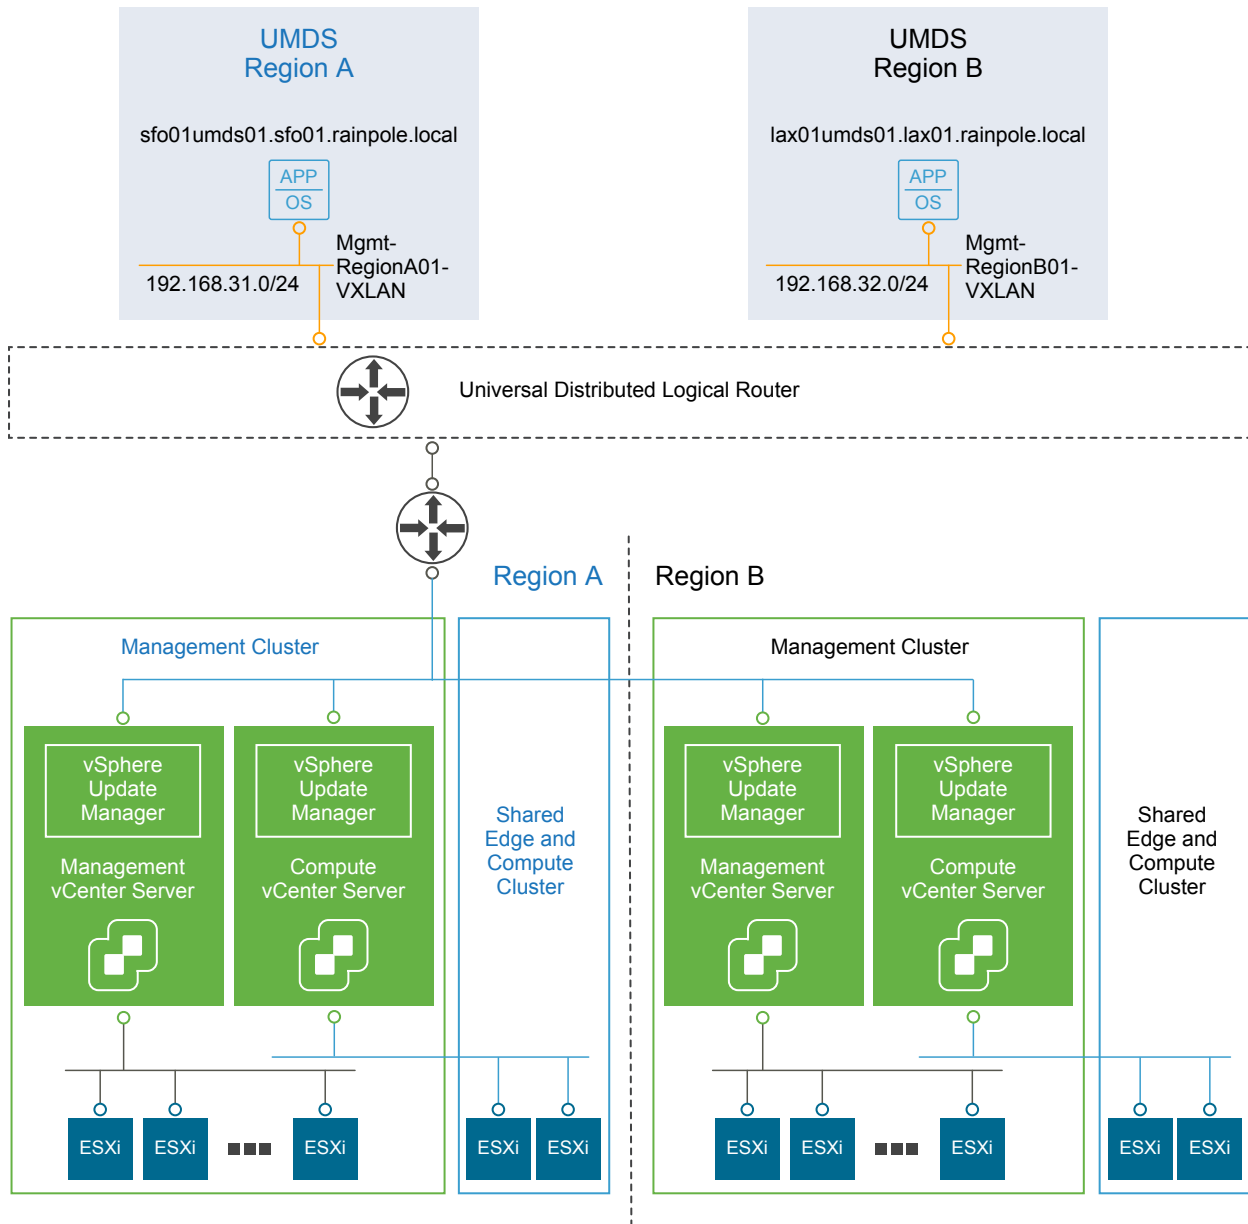 UMDS
Region A
sfo01umds01.sfo01.rainpole.local
APP
OS
Mgmt-
RegionA01-
VXLAN
192.168.31.0/24
UMDS
Region B
lax01umds01.lax01.rainpole.local
APP
OS
Mgmt-
RegionB01-
VXLAN
192.168.32.0/24
Universal Distributed Logical Router
Region A
Region B
Management Cluster
vSphere
Update
Manager
Management
vCenter Server
vSphere
Update
Manager
Compute
vCenter Server
Shared
Edge and
Compute
Cluster
ESXi
ESXi
ESXi
ESXi
ESXi
Management Cluster
vSphere
Update
Manager
Management
vCenter Server
vSphere
Update
Manager
Compute
vCenter Server
Shared
Edge and
Compute
Cluster
ESXi
ESXi
ESXi
ESXi
ESXi